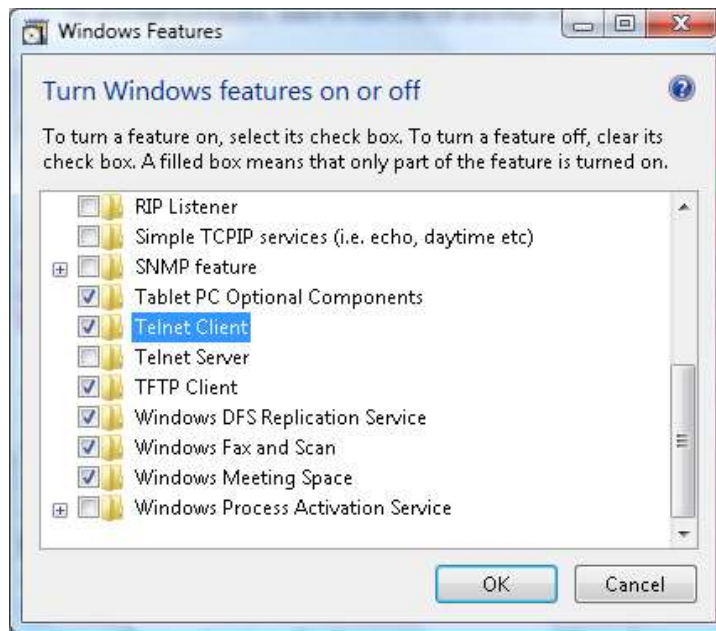 Windows Features
Turn Windows features on or off
To turn a feature on, select its check box. To turn a feature off, clear its
check box. A filled box means that only part of the feature is turned on.
RIP Listener
Simple TCPIP services (i.e. echo, daytime etc)
SNMP feature
Tablet PC Optional Components
Telnet Client
Telnet Server
TFTP Client
Windows DFS Replication Service
Windows Fax and Scan
Windows Meeting Space
Windows Process Activation Service
OK Cancel